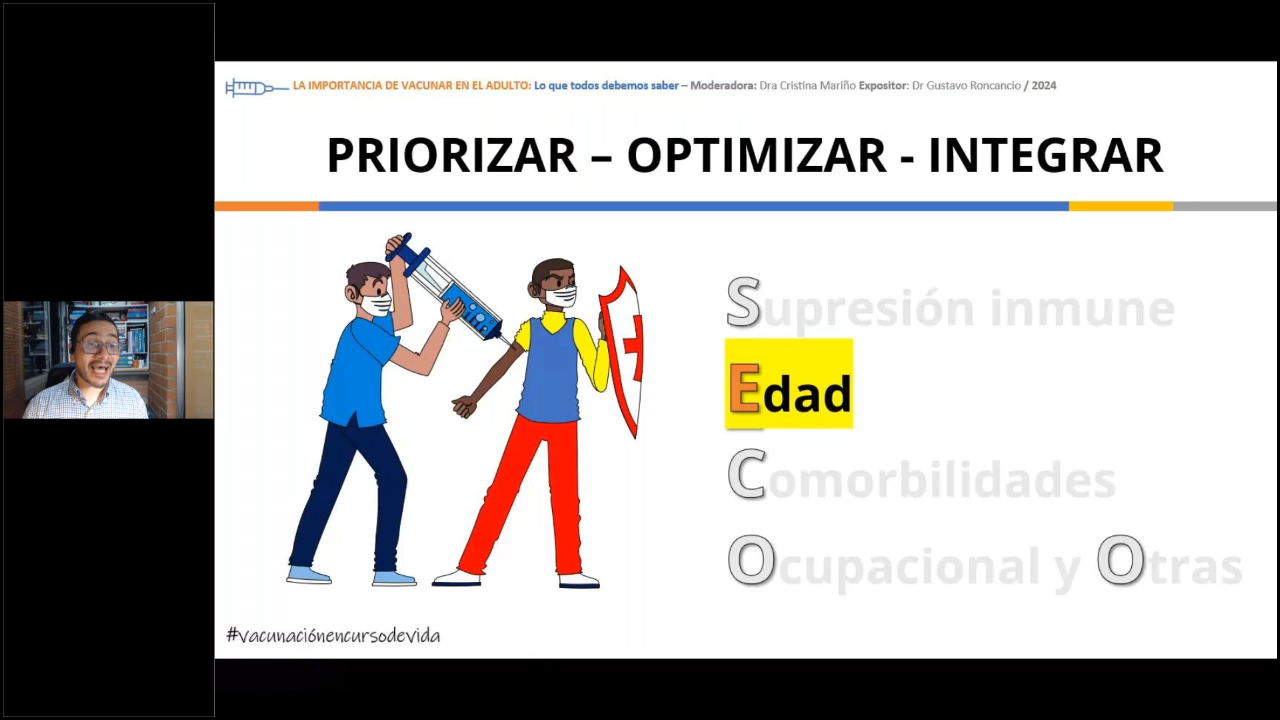 LA IMPORTANCIA DE VACUNAR EN EL ADULTO: Lo que todos debemos saber – Moderadora: Dra Cristina Mariño Expositor: Dr Gustavo Roncancio / 2024
PRIORIZAR – OPTIMIZAR - INTEGRAR
Supresión inmune
Edad
Comorbilidades
Ocupacional y Otras
#vacunaciónencursodevida